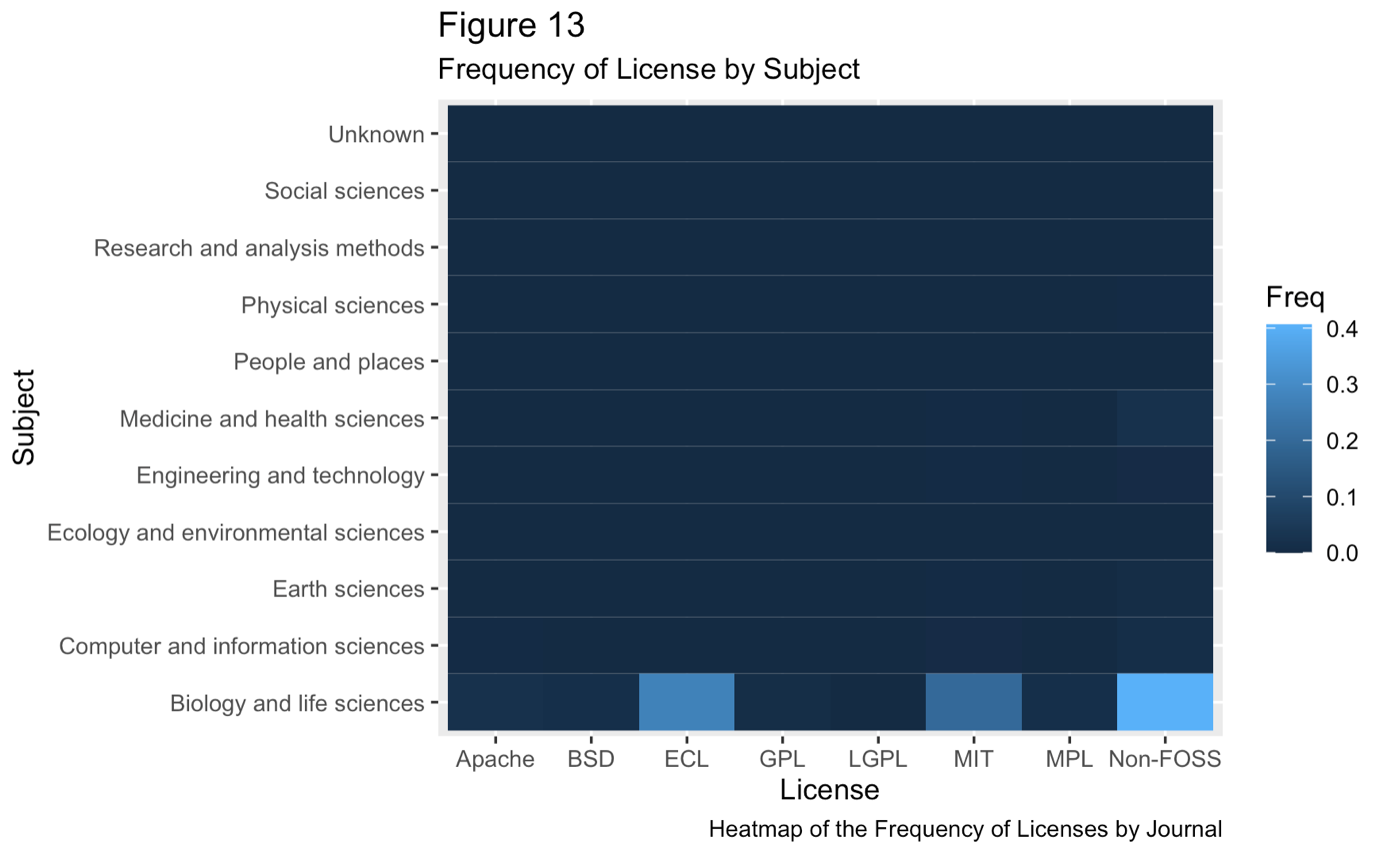 Figure 13
Frequency of License by Subject
Subject
Unknown
Social sciences
Research and analysis methods
Physical sciences
People and places
Medicine and health sciences
Engineering and technology
Ecology and environmental sciences
Earth sciences
Computer and information sciences
Biology and life sciences
Apache BSD ECL GPL LGPL MIT MPL Non-FOSS
License
Heatmap of the Frequency of Licenses by Journal
Freq
0.4
0.3
0.2
0.1
0.0